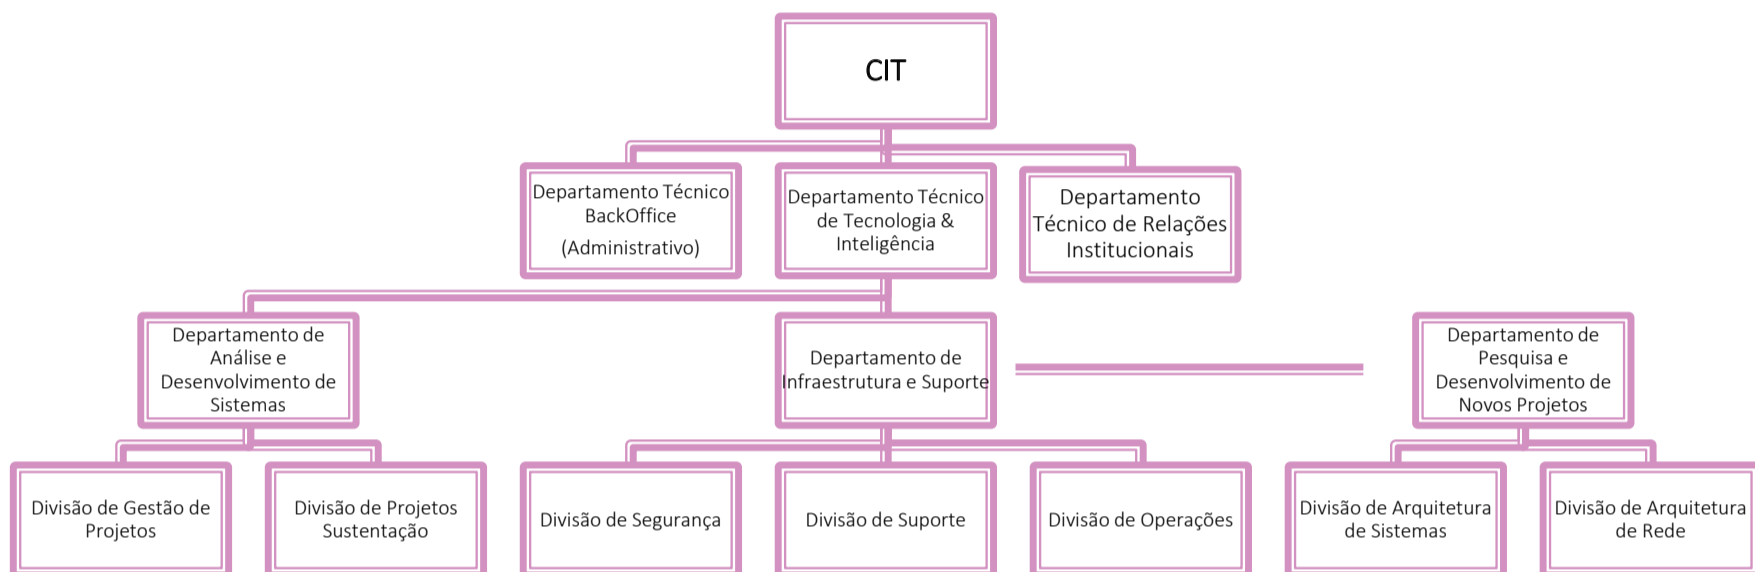 CIT
Departamento Técnico
BackOffice
(Administrativo)
Departamento Técnico
de Tecnologia &
Inteligência
Departamento
Técnico de Relações
Institucionais
Departamento de
Análise e
Desenvolvimento de
Sistemas
Departamento de
Infraestrutura e Suporte
Departamento de
Pesquisa e
Desenvolvimento de
Novos Projetos
Divisão de Gestão de
Projetos
Divisão de Projetos
Sustentação
Divisão de Segurança
Divisão de Suporte
Divisão de Operações
Divisão de Arquitetura
de Sistemas
Divisão de Arquitetura
de Rede